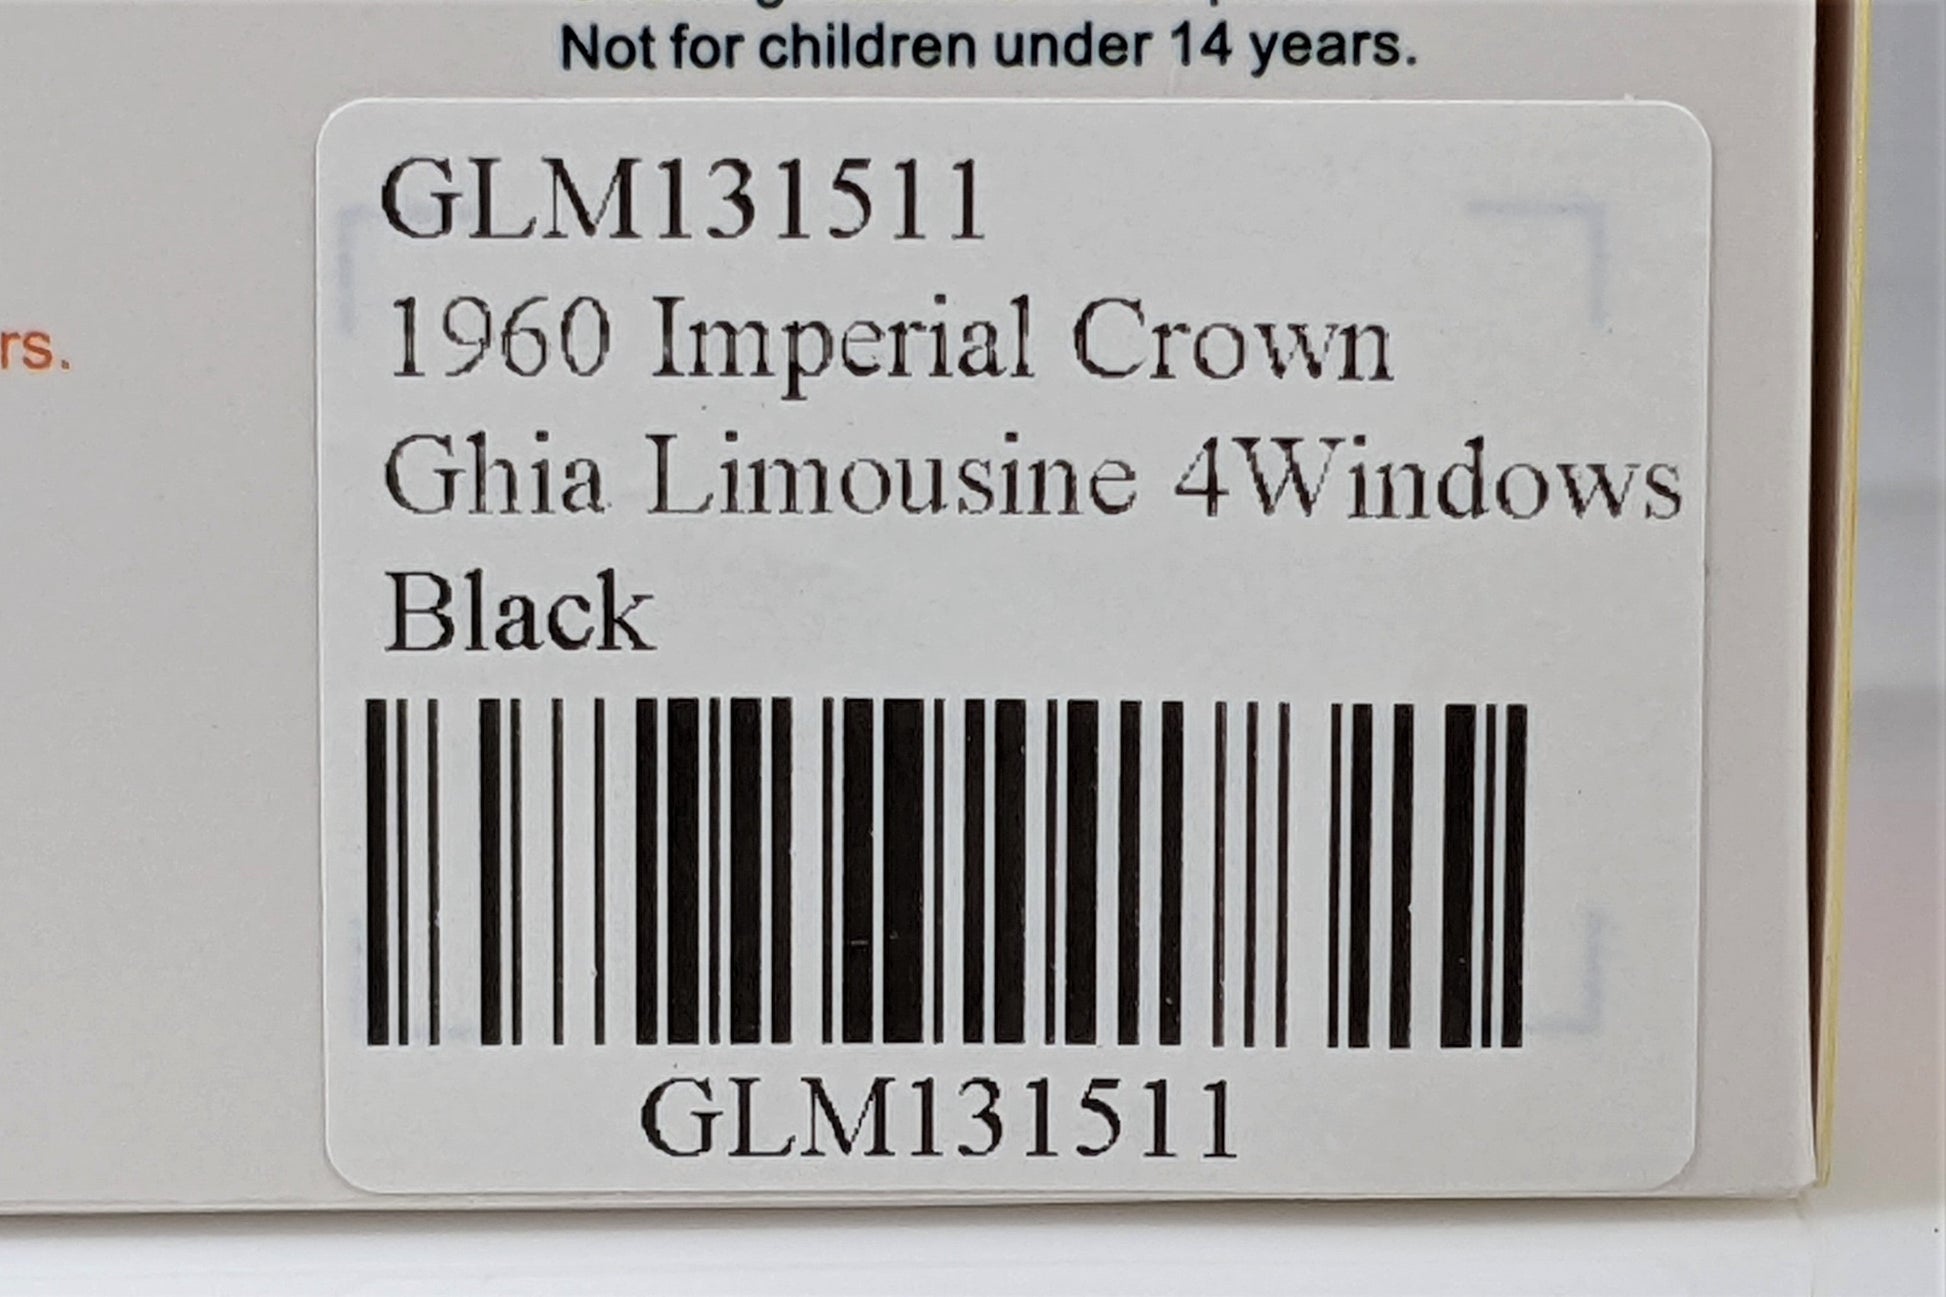 Not for children under 14 years.
GLM131511
1960 Imperial Crown
rs.
Ghia Limousine 4Windows
Black
GLM131511